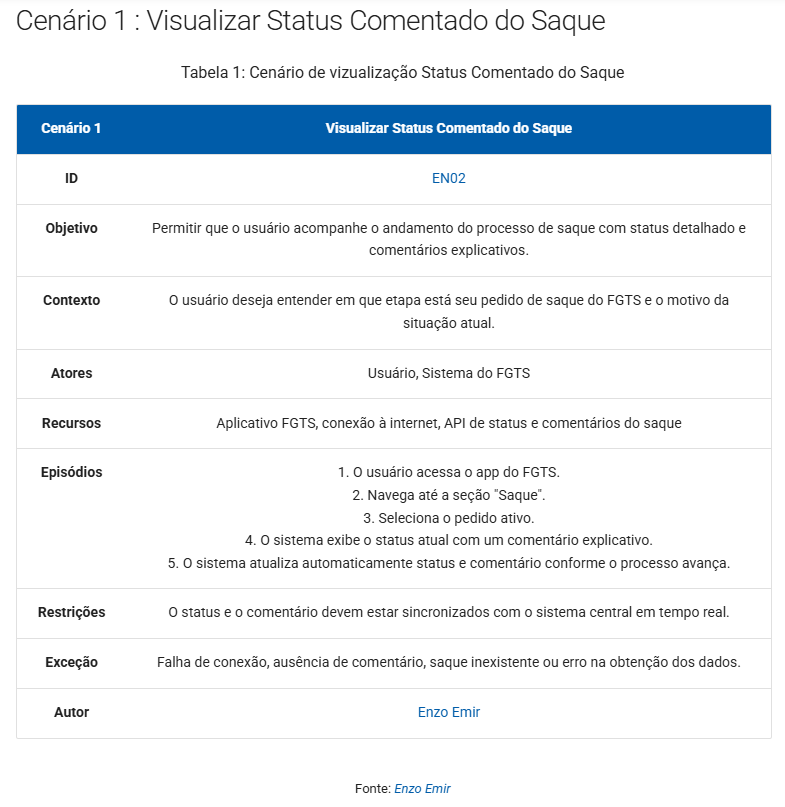 Cenário 1 : Visualizar Status Comentado do Saque
Tabela 1: Cenário de vizualização Status Comentado do Saque
Cenário 1 Visualizar Status Comentado do Saque
ID EN02
Objetivo Permitir que o usuário acompanhe o andamento do processo de saque com status detalhado e
comentários explicativos.
Contexto O usuário deseja entender em que etapa está seu pedido de saque do FGTS e o motivo da
situação atual.
Atores Usuário, Sistema do FGTS
Recursos Aplicativo FGTS, conexão à internet, API de status e comentários do saque
Episódios 1. O usuário acessa o app do FGTS.
2. Navega até a seção "Saque".
3. Seleciona o pedido ativo.
4. O sistema exibe o status atual com um comentário explicativo.
5. O sistema atualiza automaticamente status e comentário conforme o processo avança.
Restrições O status e o comentário devem estar sincronizados com o sistema central em tempo real.
Exceção Falha de conexão, ausência de comentário, saque inexistente ou erro na obtenção dos dados.
Autor Enzo Emir
Fonte: Enzo Emir